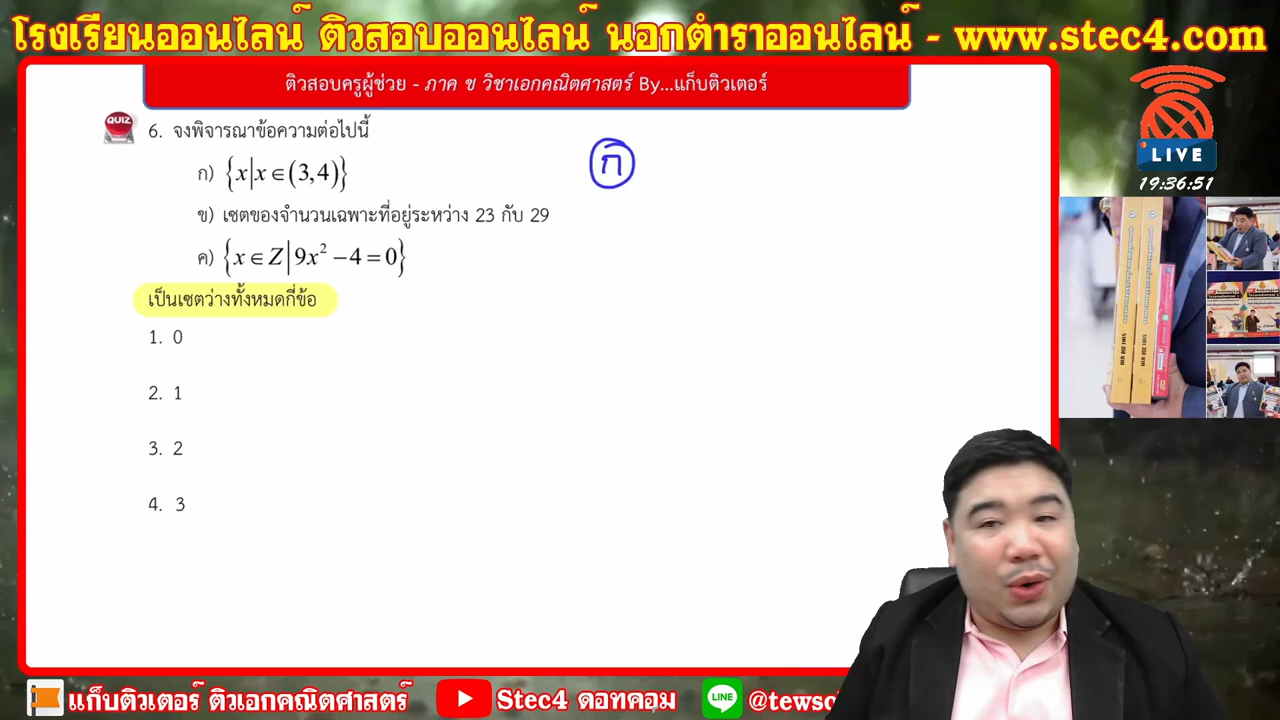 โรงเรียนออนไลน์ ติวสอบออนไลน์ นอกตำราออนไลน์ - www.stec4.com
ติวสอบครูผู้ช่วย - ภาค ข วิชาเอกคณิตศาสตร์ By...แก็บติวเตอร์
QUIZ
6. จงพิจารณาข้อความต่อไปนี้
ก) {x|x∈(3,4)}
ก
ข) เซตของจำนวนเฉพาะที่อยู่ระหว่าง 23 กับ 29
ค) {x∈Z|9x²−4=0}
เป็นเซตว่างทั้งหมดกี่ข้อ
1. 0
2. 1
3. 2
4. 3
LIVE
19:36:51
แก็บติวเตอร์ ติวเอกคณิตศาสตร์
Stec4 ดอทคอม
LINE